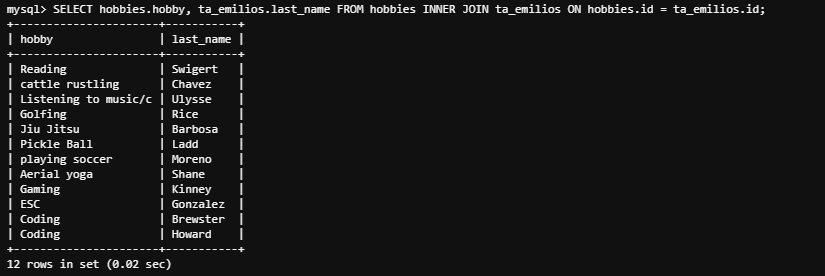 mysql> SELECT hobbies.hobby, ta_emilios.last_name FROM hobbies INNER JOIN ta_emilios ON hobbies.id = ta_emilios.id;
+----------------------+-----------+
| hobby                | last_name |
+----------------------+-----------+
| Reading              | Swigert   |
| cattle rustling      | Chavez    |
| Listening to music/c | Ulysse    |
| Golfing              | Rice      |
| Jiu Jitsu            | Barbosa   |
| Pickle Ball          | Ladd      |
| playing soccer       | Moreno    |
| Aerial yoga          | Shane     |
| Gaming               | Kinney    |
| ESC                  | Gonzalez  |
| Coding               | Brewster  |
| Coding               | Howard    |
+----------------------+-----------+
12 rows in set (0.02 sec)